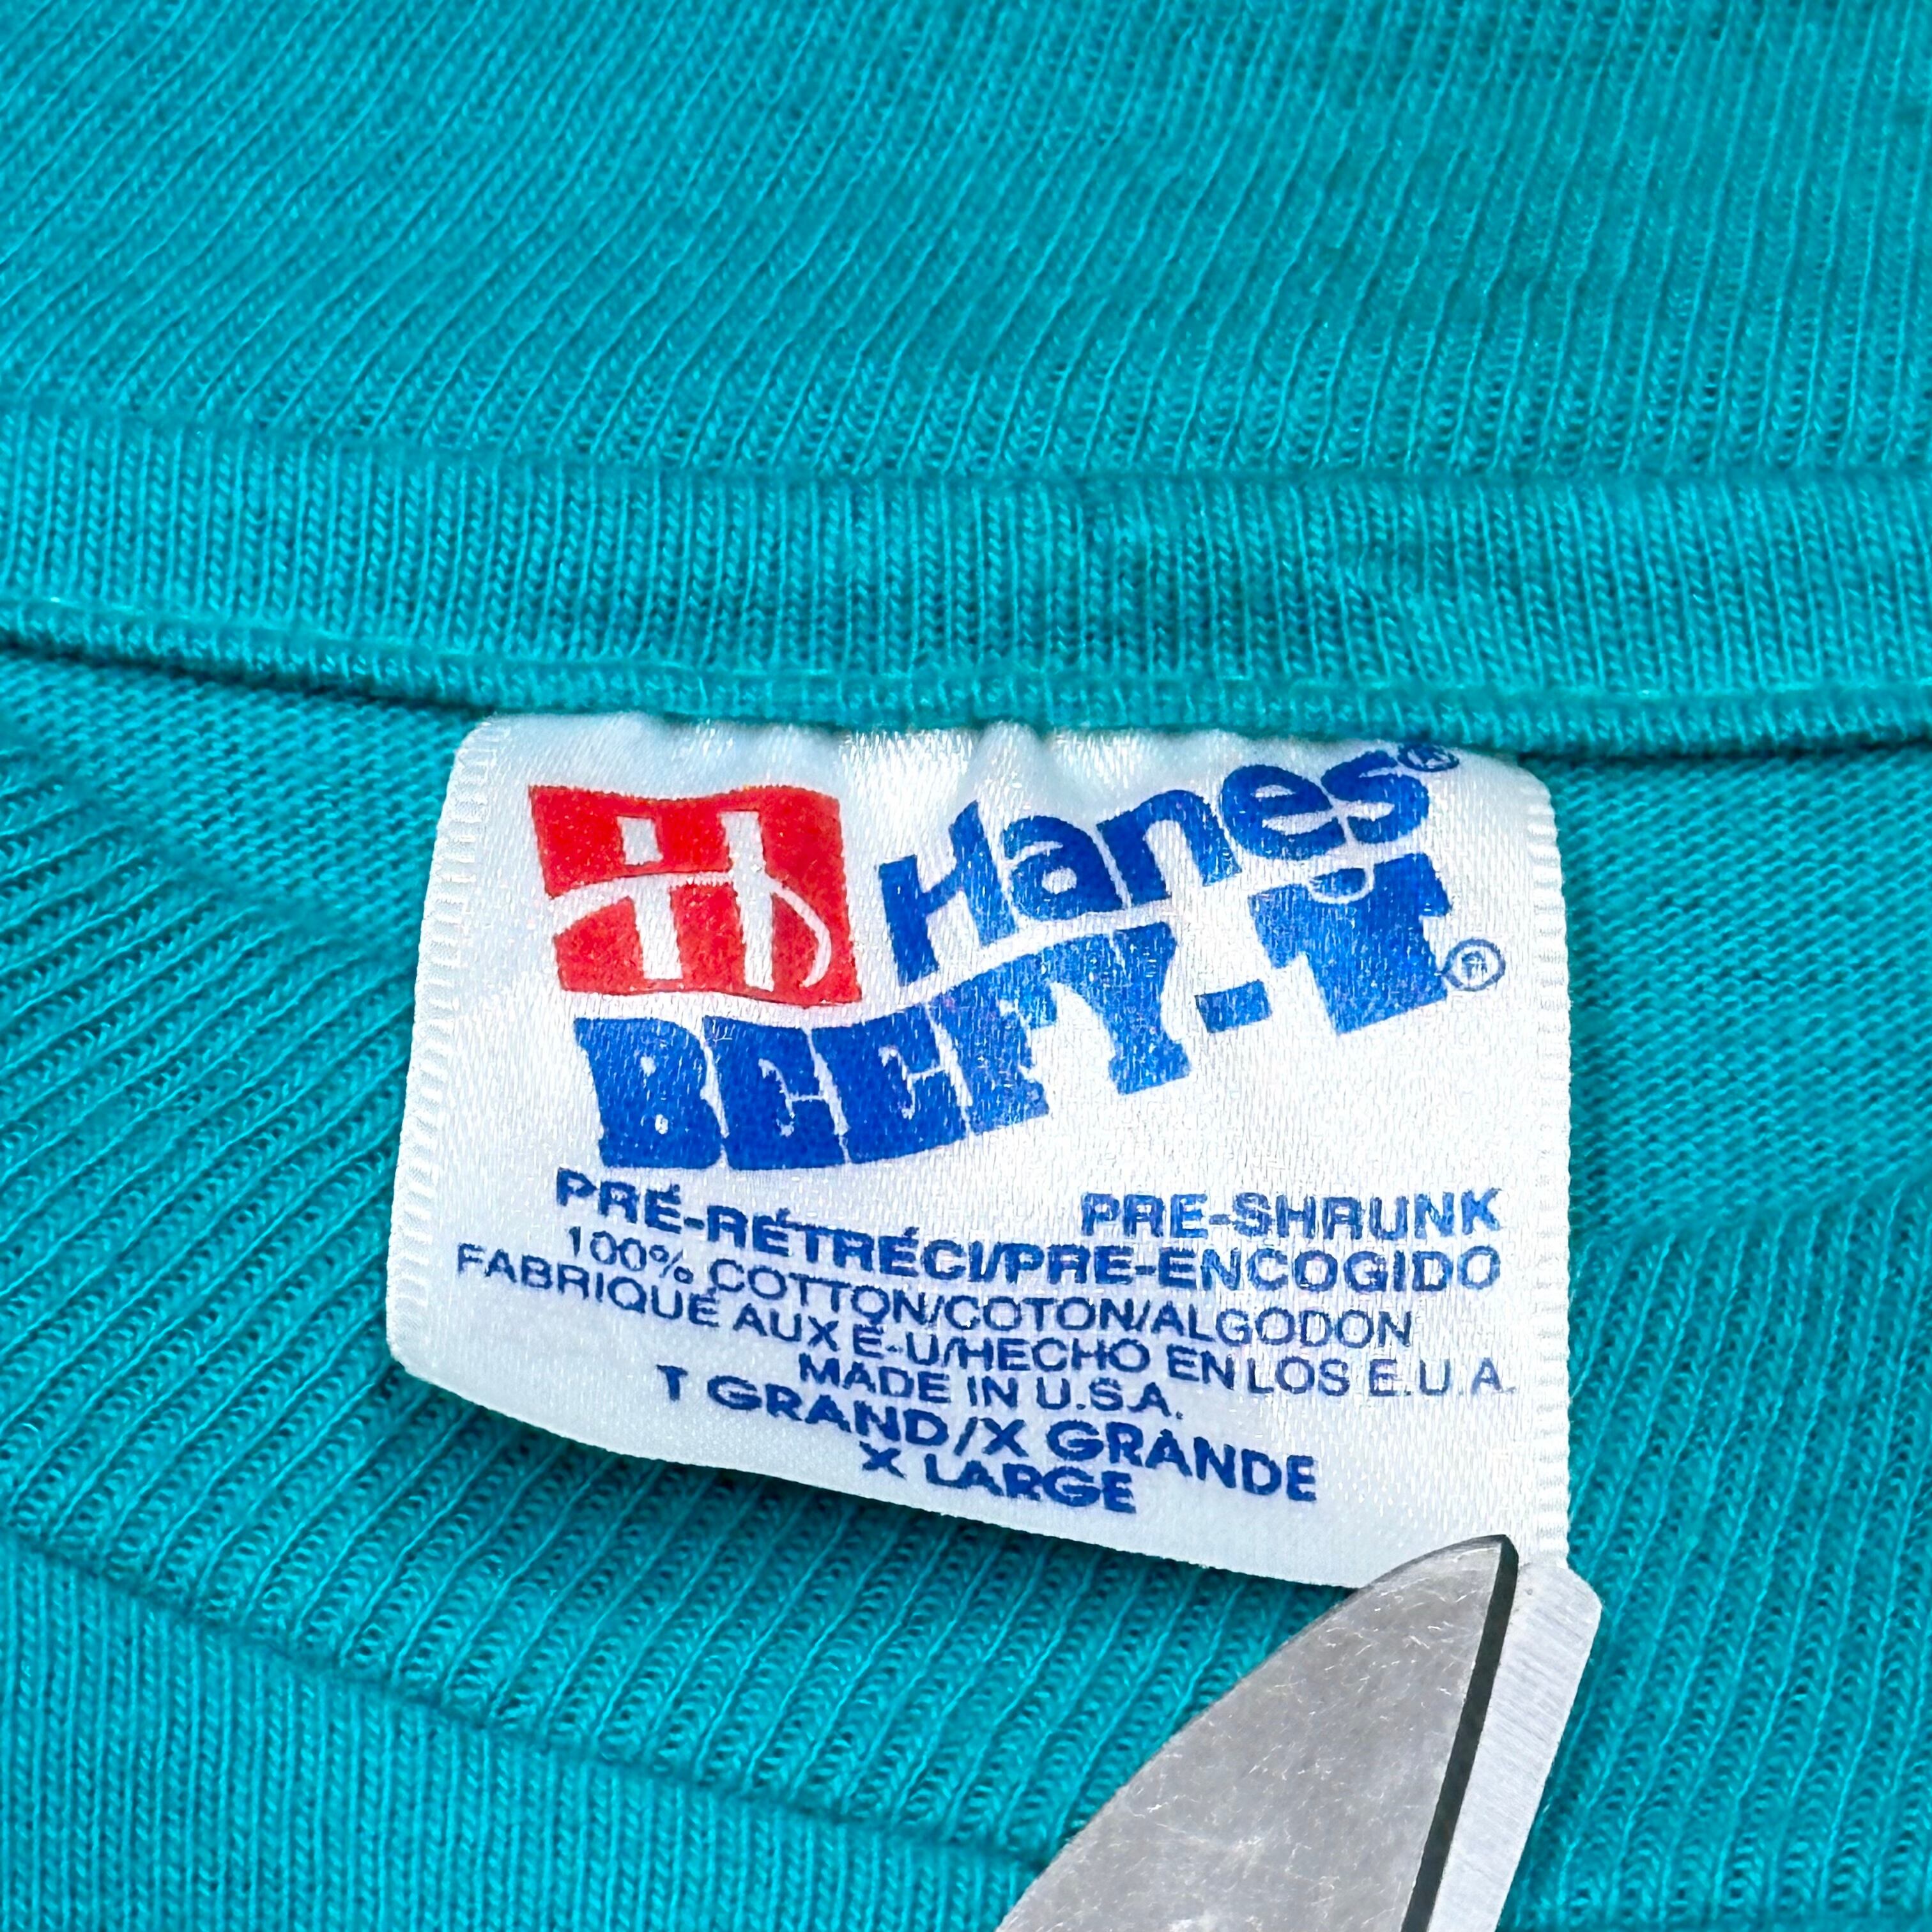 Hanes®
BEEFY-T®
PRE-SHRUNK
PRÉ-RÉTRÉCI/PRE-ENCOGIDO
100% COTTON/COTON/ALGODON
FABRIQUÉ AUX É-U/HECHO EN LOS E.U.A.
MADE IN U.S.A.
T GRAND/X GRANDE
X LARGE